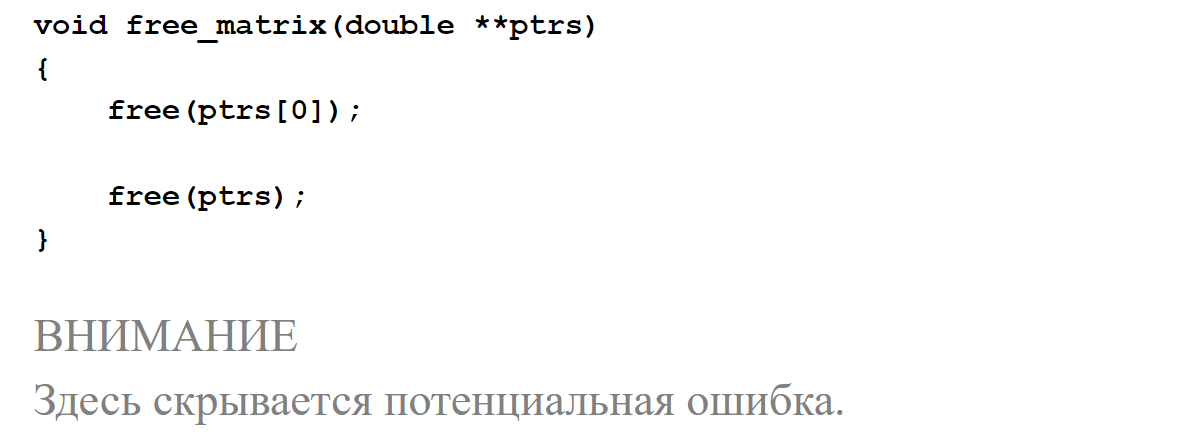 void free_matrix(double **ptrs)
{
    free(ptrs[0]);
    free(ptrs);
}
ВНИМАНИЕ
Здесь скрывается потенциальная ошибка.